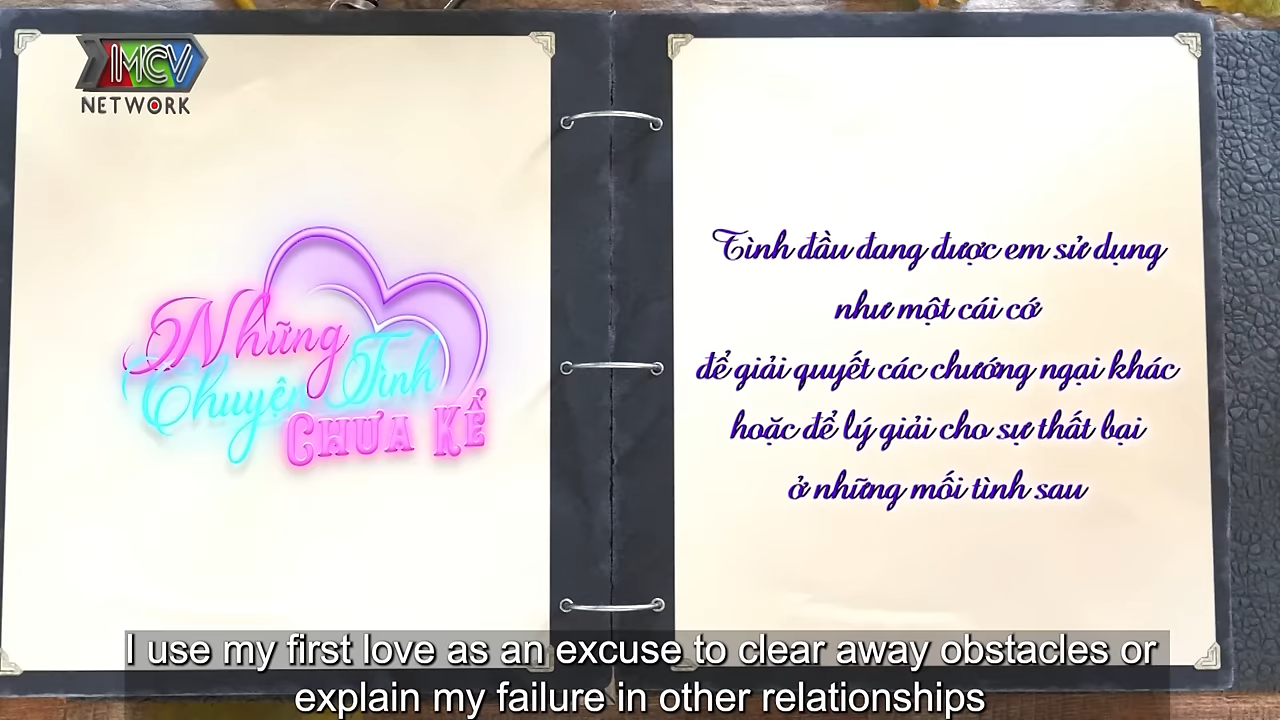 MCV
NETWORK
Những
Chuyện Tình
CHƯA KỂ
Tình đầu đang được em sử dụng
như một cái cớ
để giải quyết các chướng ngại khác
hoặc để lý giải cho sự thất bại
ở những mối tình sau
I use my first love as an excuse to clear away obstacles or
explain my failure in other relationships